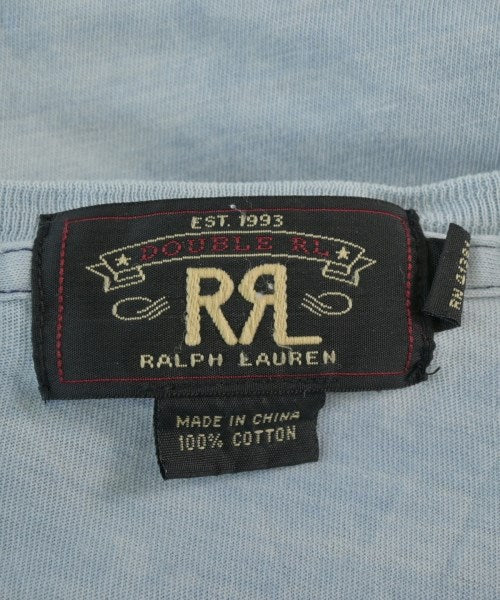 EST. 1993
DOUBLE RL
RRL
RALPH LAUREN
MADE IN CHINA
100% COTTON